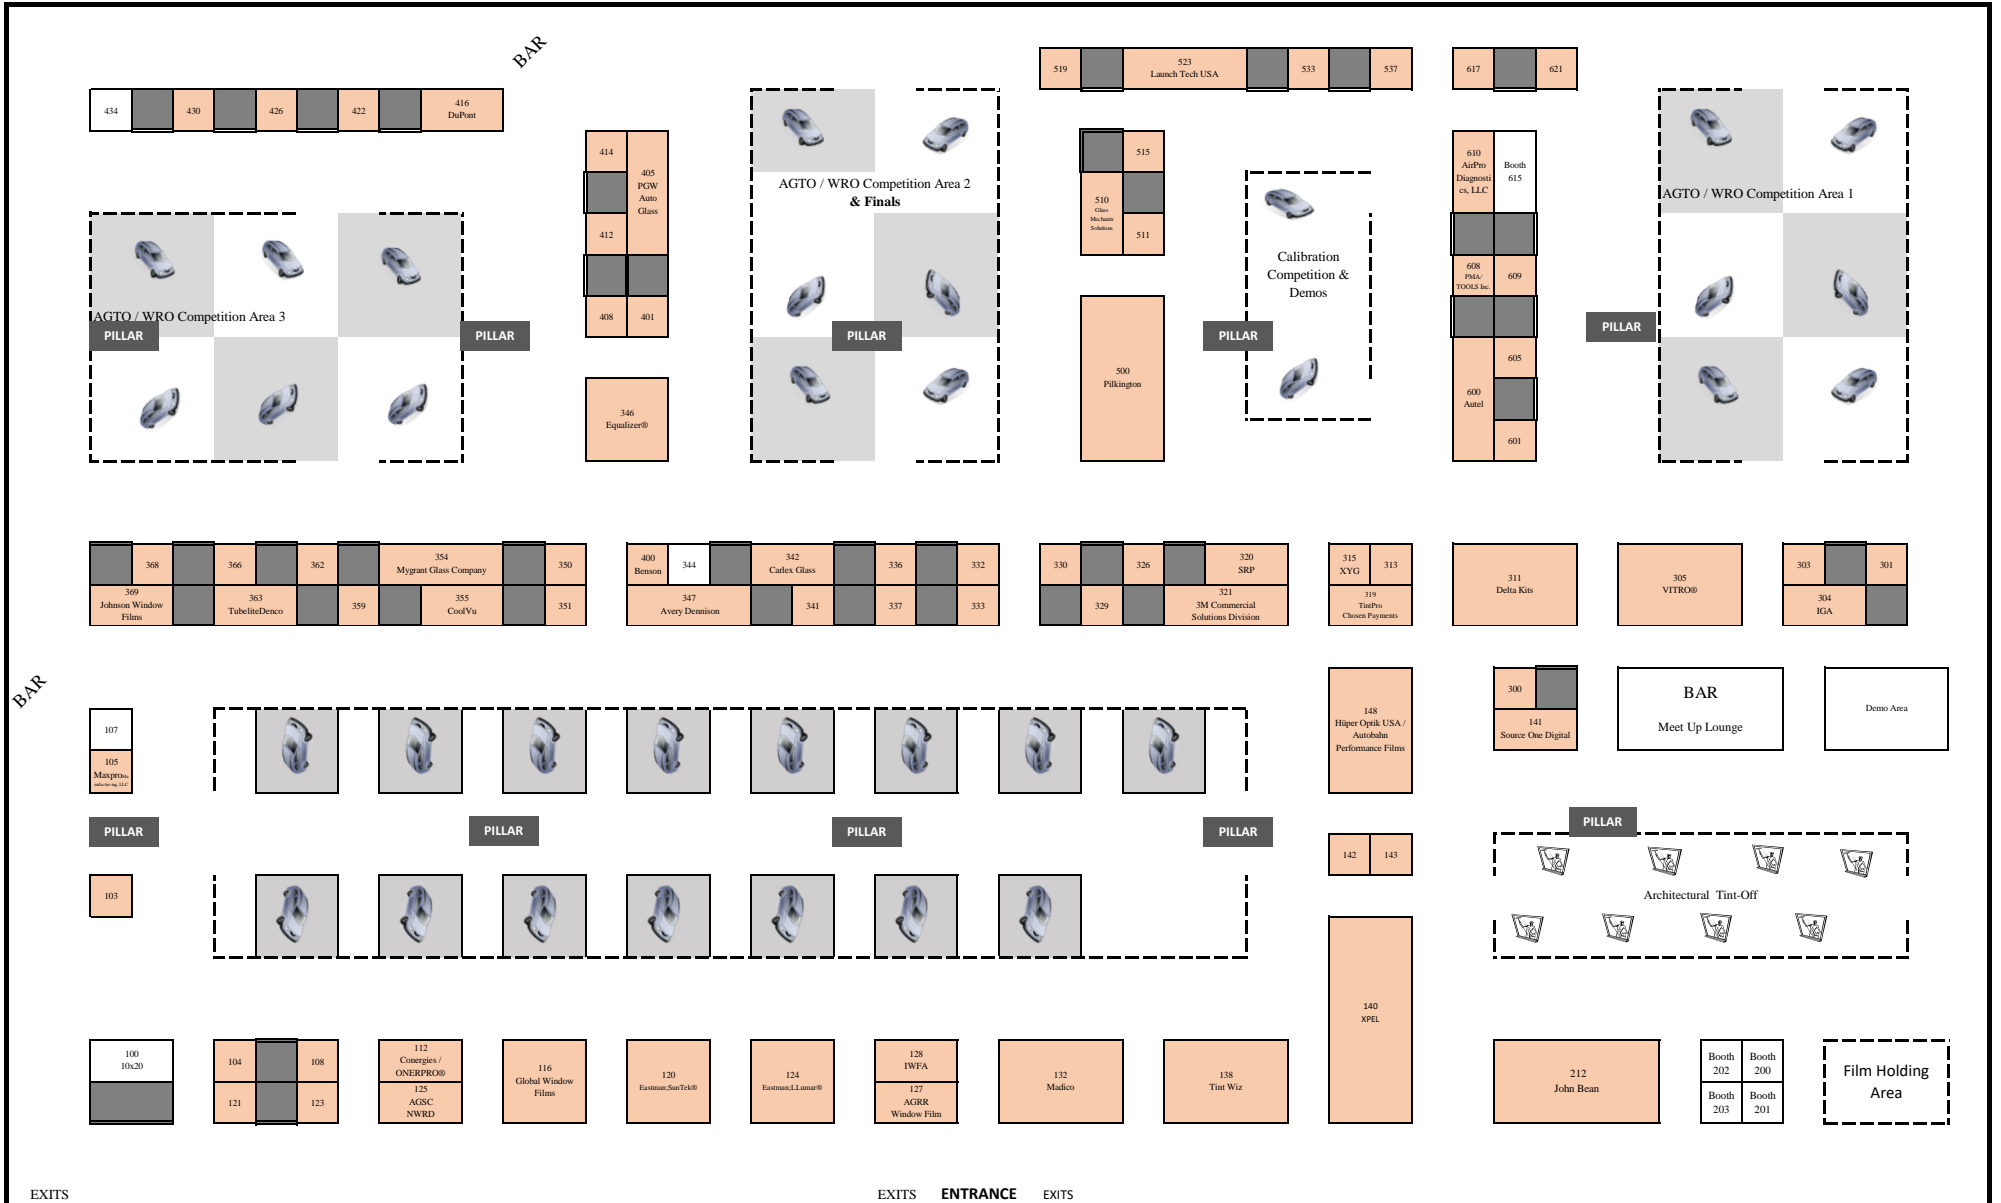 BAR
519
523
Launch Tech USA
533
537
617
621
434
430
426
422
416
DuPont
414
405
PGW
Auto
Glass
412
408
401
AGTO / WRO Competition Area 2
& Finals
515
510
Glass
Mechanix
Solutions
511
Calibration
Competition &
Demos
610
AirPro
Diagnosti
cs, LLC
Booth
615
608
PMA/
TOOLS Inc.
609
605
600
Autel
601
AGTO / WRO Competition Area 1
AGTO / WRO Competition Area 3
PILLAR
PILLAR
PILLAR
PILLAR
PILLAR
346
Equalizer®
500
Pilkington
368
366
362
354
Mygrant Glass Company
350
369
Johnson Window
Films
363
TubeliteDenco
359
355
CoolVu
351
400
Benson
344
342
Carlex Glass
336
332
347
Avery Dennison
341
337
333
330
326
320
SRP
329
321
3M Commercial
Solutions Division
315
XYG
313
319
TintPro
Chosen Payments
311
Delta Kits
305
VITRO®
303
301
304
IGA
BAR
107
105
Maxpro
103
148
Hüper Optik USA /
Autobahn
Performance Films
300
141
Source One Digital
BAR
Meet Up Lounge
Demo Area
PILLAR
PILLAR
PILLAR
PILLAR
PILLAR
142
143
Architectural Tint-Off
140
XPEL
100
10x20
104
108
121
123
112
Conergies /
ONERPRO®
125
AGSC
NWRD
116
Global Window
Films
120
Eastman;SunTek®
124
Eastman;LLumar®
128
IWFA
127
AGRR
Window Film
132
Madico
138
Tint Wiz
212
John Bean
Booth
202
Booth
200
Booth
203
Booth
201
Film Holding
Area
EXITS
EXITS ENTRANCE EXITS